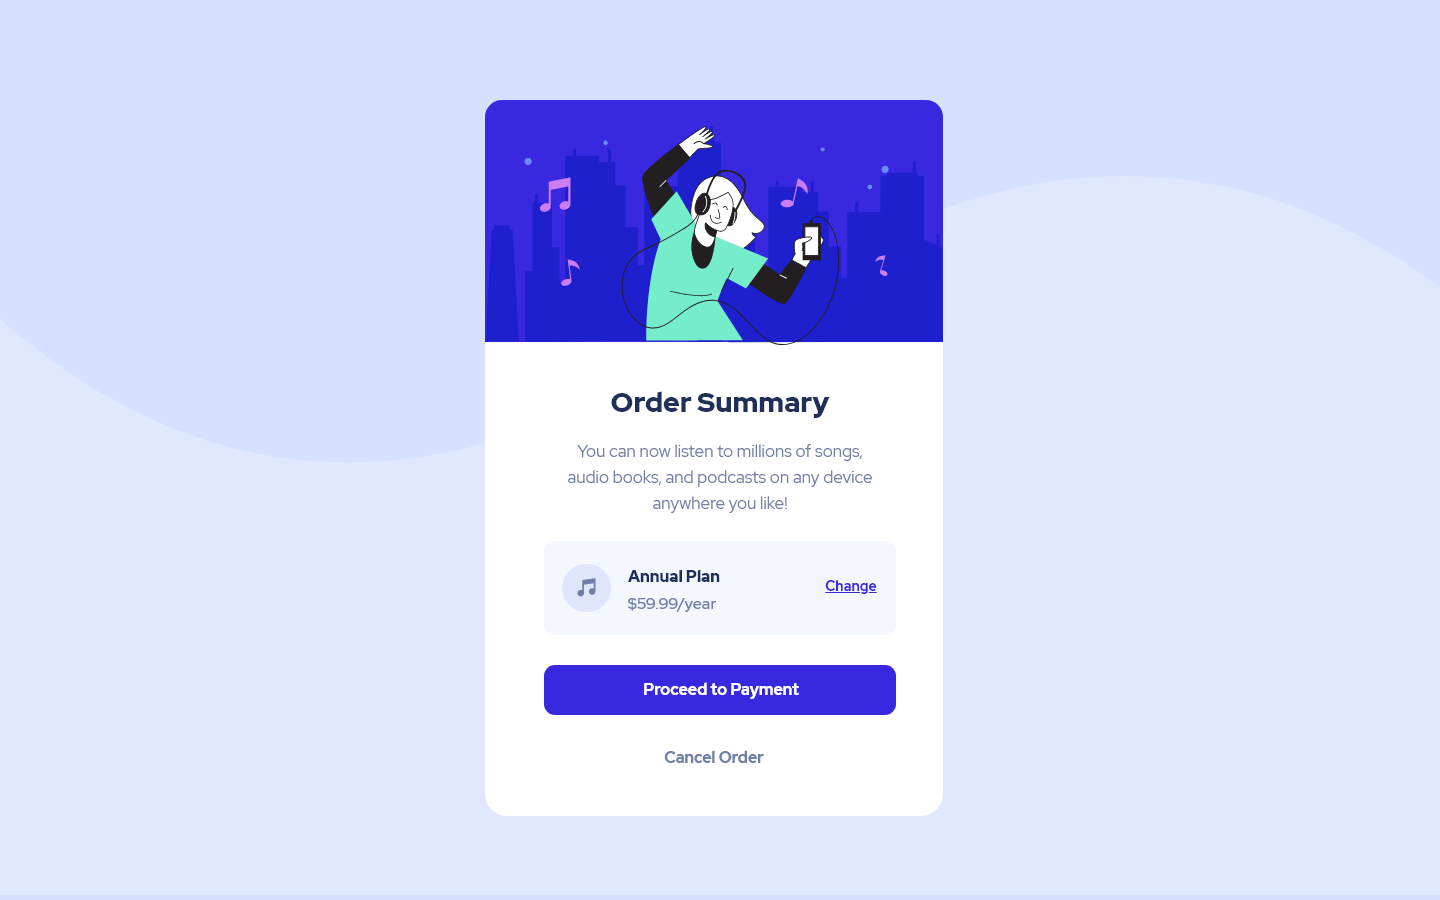 Order Summary
You can now listen to millions of songs,
audio books, and podcasts on any device
anywhere you like!
Annual Plan
$59.99/year
Change
Proceed to Payment
Cancel Order